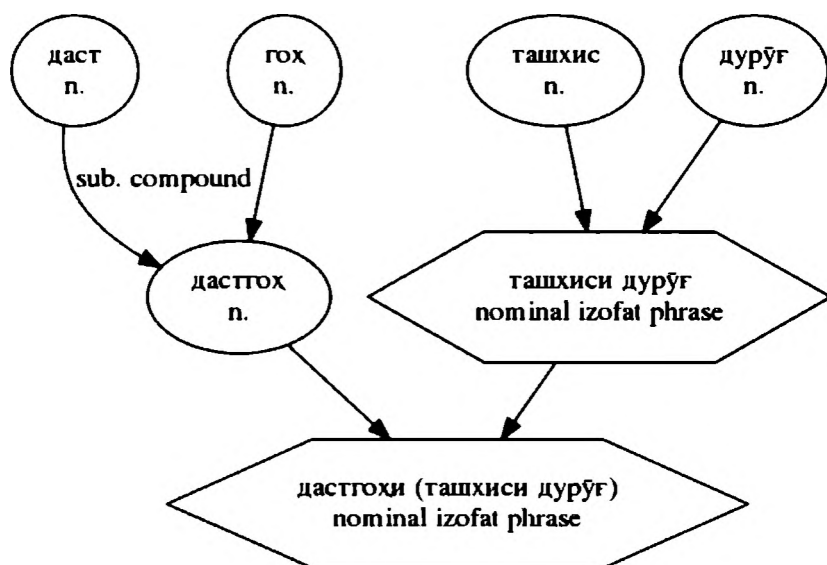 даст
n.
гоҳ
n.
ташхис
n.
дурӯғ
n.
sub. compound
дастгоҳ
n.
ташхиси дурӯғ
nominal izofat phrase
дастгоҳи (ташхиси дурӯғ)
nominal izofat phrase